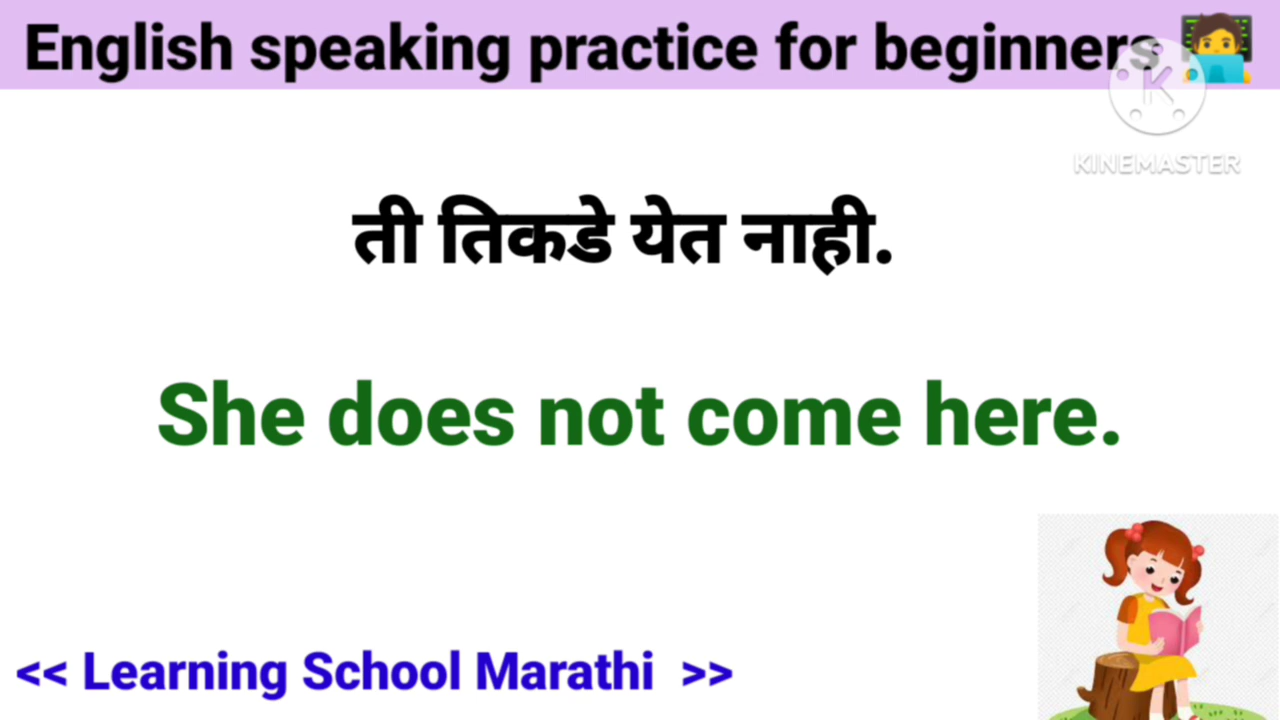 English speaking practice for beginners
KINEMASTER
ती तिकडे येत नाही.
She does not come here.
<< Learning School Marathi >>